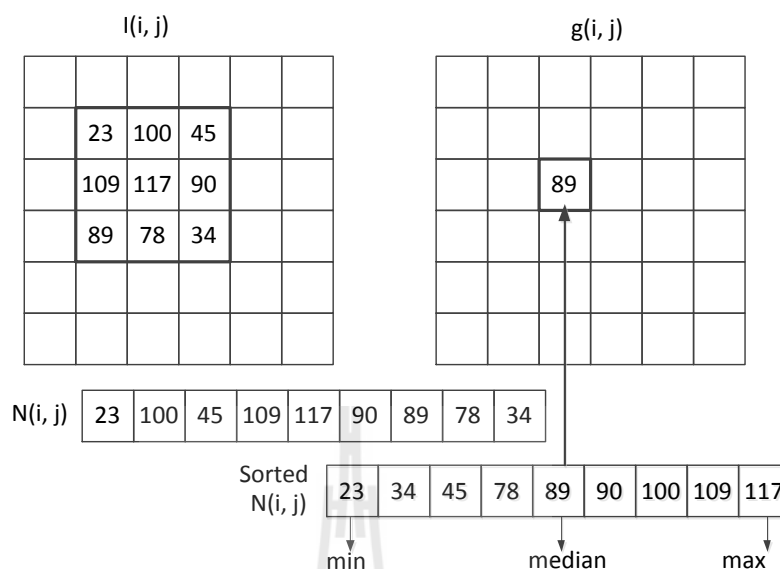 I(i, j) g(i, j)
23 100 45
109 117 90 89
89 78 34
N(i, j) 23 100 45 109 117 90 89 78 34
Sorted
N(i, j) 23 34 45 78 89 90 100 109 117
min median max